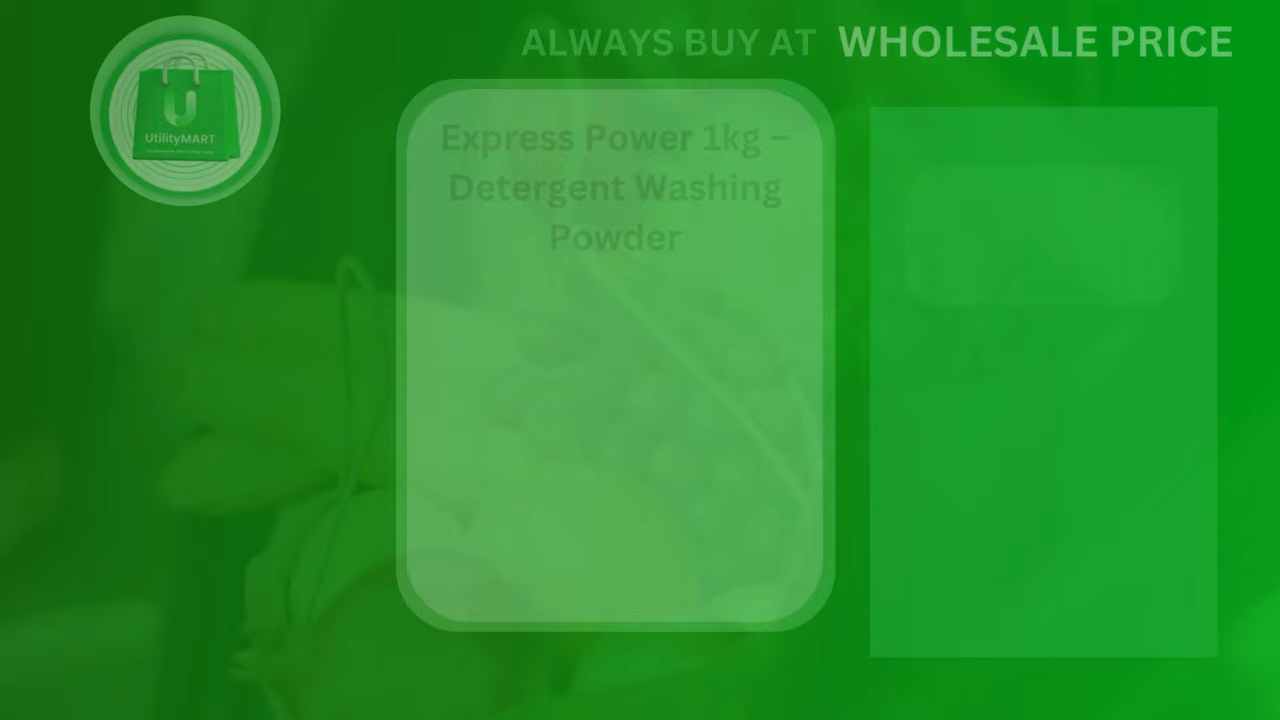 ALWAYS BUY AT WHOLESALE PRICE
U
UtilityMART
Express Power 1kg –
Detergent Washing
Powder